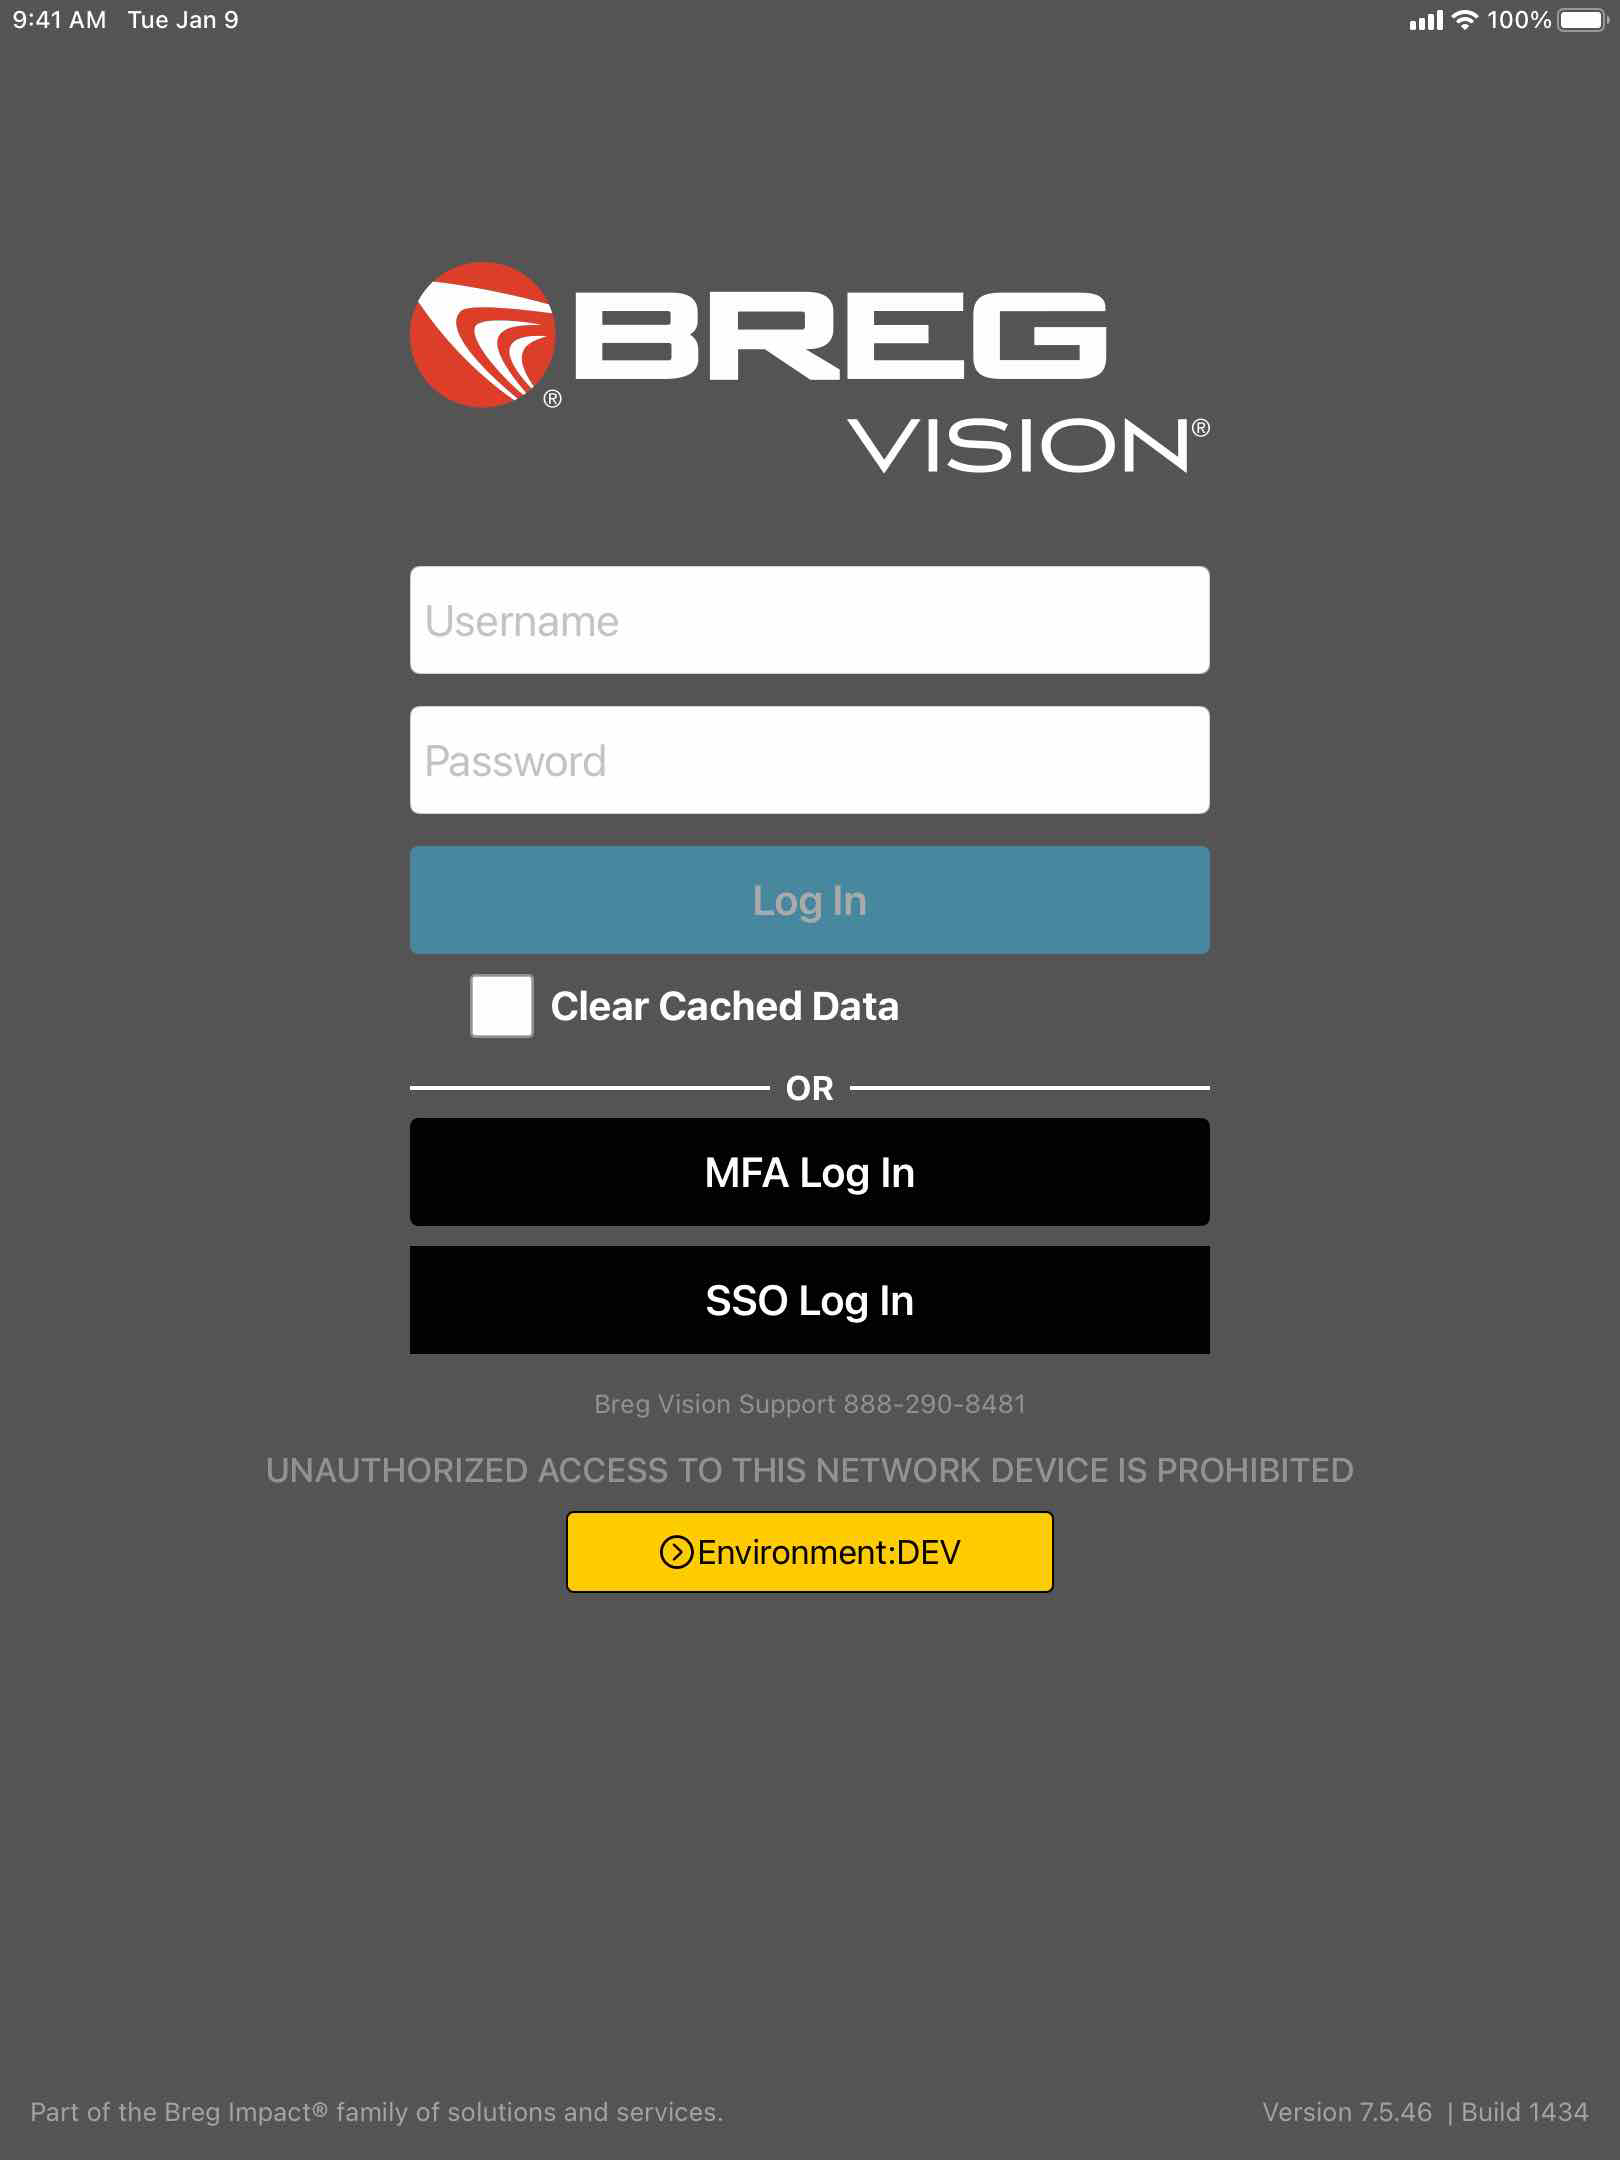 9:41 AM Tue Jan 9 100%
BREG ®
VISION®
Username
Password
Log In
Clear Cached Data
OR
MFA Log In
SSO Log In
Breg Vision Support 888-290-8481
UNAUTHORIZED ACCESS TO THIS NETWORK DEVICE IS PROHIBITED
Environment:DEV
Part of the Breg Impact® family of solutions and services. Version 7.5.46 | Build 1434